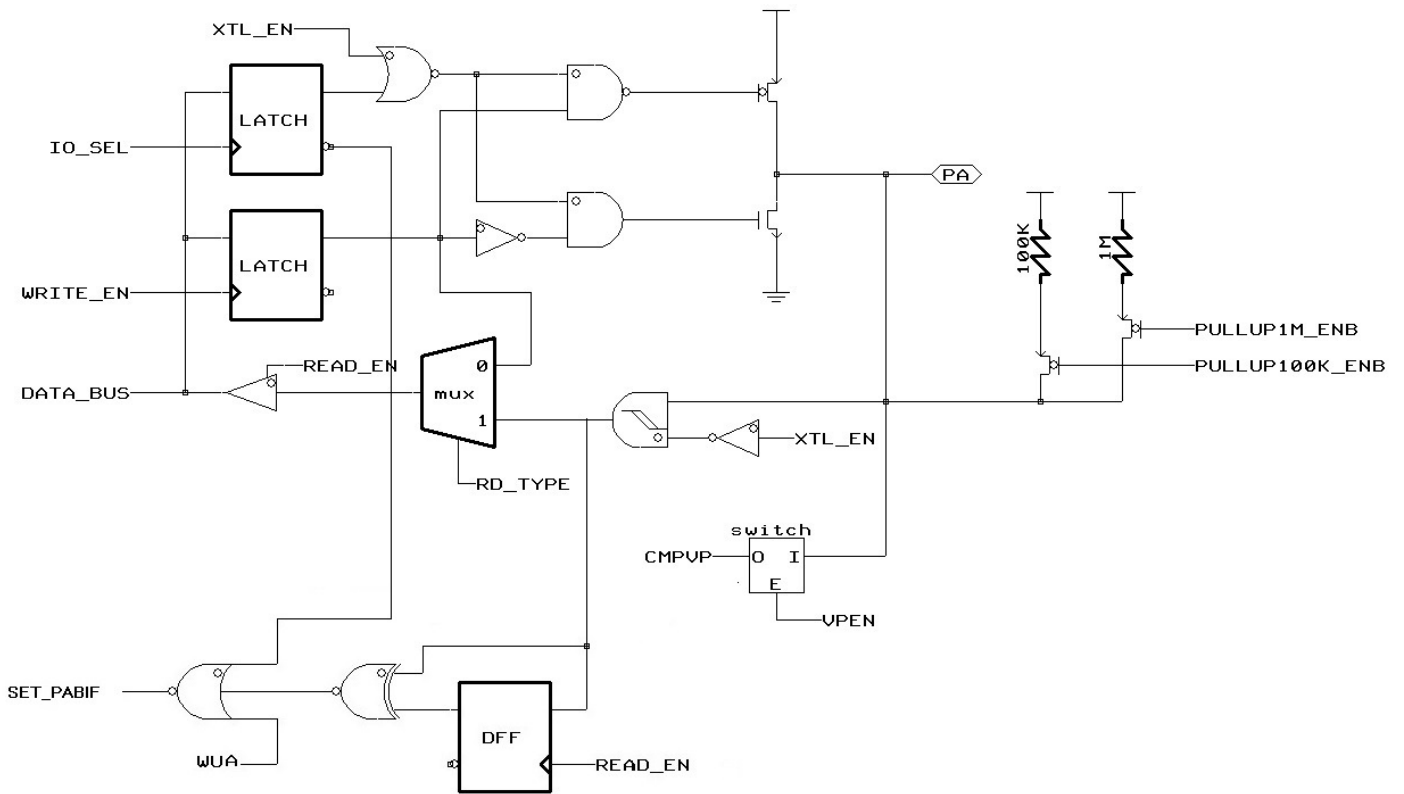 XTL_EN
LATCH
IO_SEL
PA
LATCH
WRITE_EN
100K
1M
PULLUP1M_ENB
READ_EN
PULLUP100K_ENB
DATA_BUS
0
mux
1
XTL_EN
RD_TYPE
switch
CMPVP
O I
E
VPEN
SET_PABIF
DFF
WUA
READ_EN